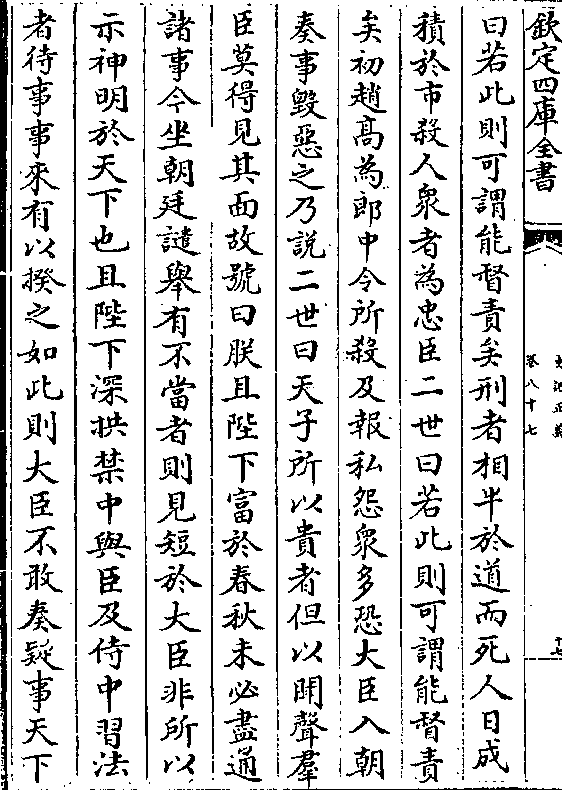 欽定四庫全書
史記正義
卷八十七
十七
曰若此則可謂能督責矣刑者相半於道而死人日成
積於市殺人衆者為忠臣二世曰若此則可謂能督責
矣初趙髙為郎中令所殺及報私怨衆多恐大臣入朝
奏事毀惡之乃説二世曰天子所以貴者但以聞聲羣
臣莫得見其面故號曰朕且陛下富於春秋未必盡通
諸事今坐朝廷譴舉有不當者則見短於大臣非所以
示神明於天下也且陛下深拱禁中與臣及侍中習法
者待事事來有以揆之如此則大臣不敢奏疑事天下